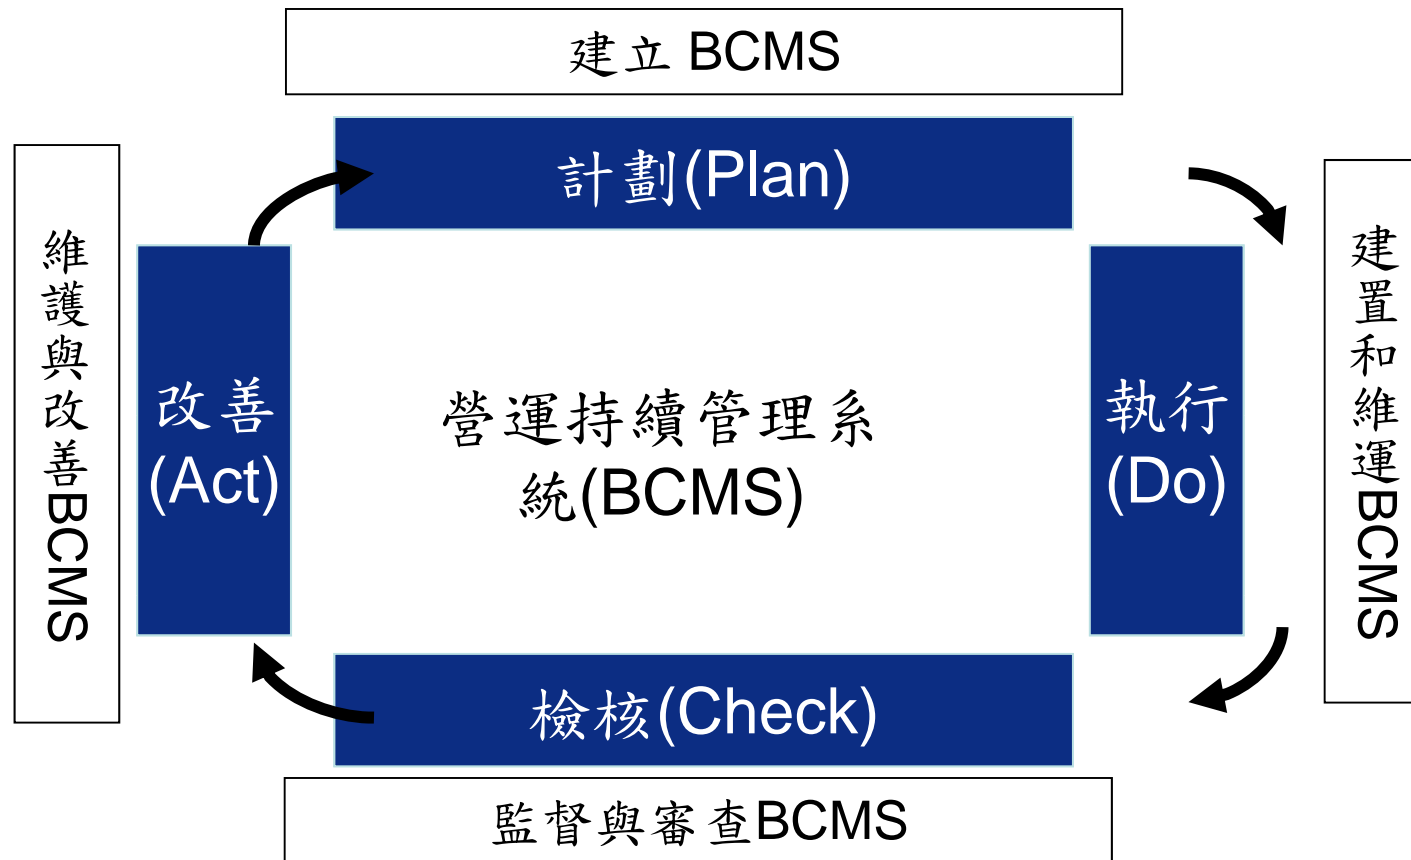 建立 BCMS
計劃(Plan)
維護與改善BCMS
改善
(Act)
營運持續管理系
統(BCMS)
執行
(Do)
建置和維運BCMS
檢核(Check)
監督與審查BCMS